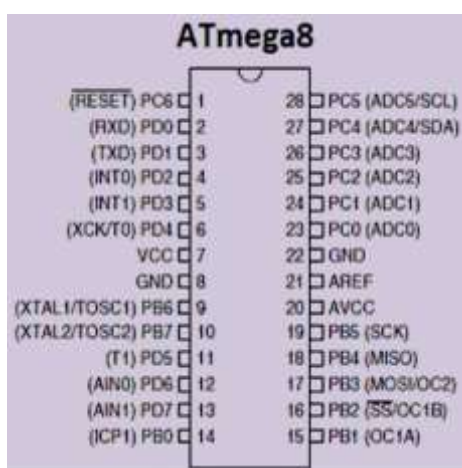 ATmega8
(RESET) PC6 1 28 PC5 (ADC5/SCL)
(RXD) PD0 2 27 PC4 (ADC4/SDA)
(TXD) PD1 3 26 PC3 (ADC3)
(INT0) PD2 4 25 PC2 (ADC2)
(INT1) PD3 5 24 PC1 (ADC1)
(XCK/T0) PD4 6 23 PC0 (ADC0)
VCC 7 22 GND
GND 8 21 AREF
(XTAL1/TOSC1) PB6 9 20 AVCC
(XTAL2/TOSC2) PB7 10 19 PB5 (SCK)
(T1) PD5 11 18 PB4 (MISO)
(AIN0) PD6 12 17 PB3 (MOSI/OC2)
(AIN1) PD7 13 16 PB2 (SS/OC1B)
(ICP1) PB0 14 15 PB1 (OC1A)